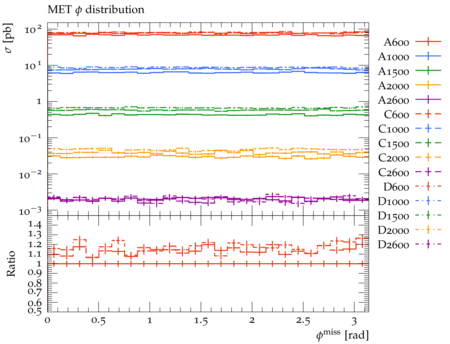 MET ϕ distribution
σ [pb]
10²
10¹
1
10⁻¹
10⁻²
10⁻³
A600
A1000
A1500
A2000
A2600
C600
C1000
C1500
C2000
C2600
D600
D1000
D1500
D2000
D2600
Ratio
1.4
1.3
1.2
1.1
1.0
0.9
0.8
0.7
0.6
0.5
0 0.5 1 1.5 2 2.5 3
ϕᵐⁱˢˢ [rad]